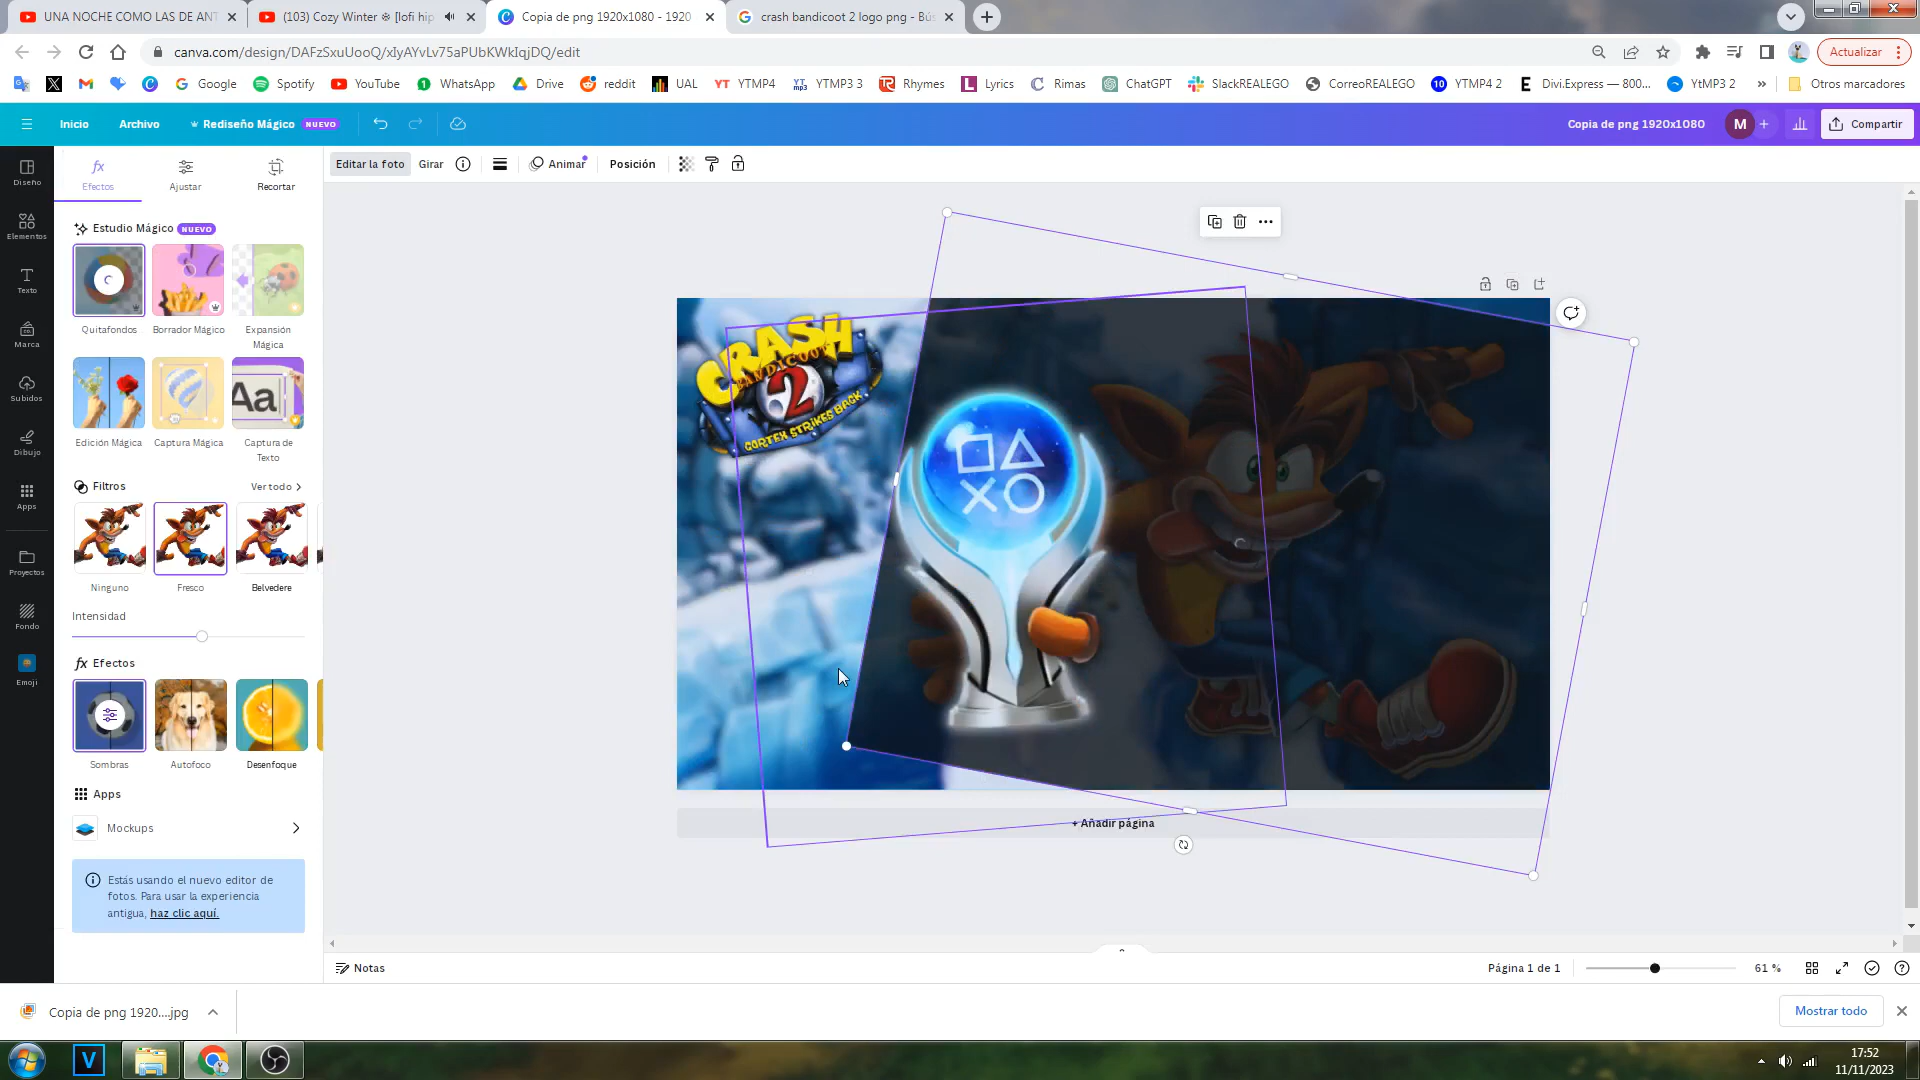 UNA NOCHE COMO LAS DE ANT
(103) Cozy Winter ❄ [lofi hip
Copia de png 1920x1080 - 1920
crash bandicoot 2 logo png - Bús
canva.com/design/DAFzSxuUooQ/xIyAYvLv75aPUbKWkIqjDQ/edit
Actualizar
Google
Spotify
YouTube
WhatsApp
Drive
reddit
UAL
YTMP4
YTMP3 3
Rhymes
Lyrics
Rimas
ChatGPT
SlackREALEGO
CorreoREALEGO
YTMP4 2
Divi.Express — 800...
YtMP3 2
Otros marcadores
Inicio
Archivo
Rediseño Mágico NUEVO
Copia de png 1920x1080
M
Compartir
Diseño
Elementos
Texto
Marca
Subidos
Dibujo
Apps
Proyectos
Fondo
Emoji
Efectos
Ajustar
Recortar
Editar la foto
Girar
Animar
Posición
Estudio Mágico NUEVO
Quitafondos
Borrador Mágico
Expansión Mágica
Edición Mágica
Captura Mágica
Captura de Texto
Filtros
Ver todo
Ninguno
Fresco
Belvedere
Intensidad
fx Efectos
Sombras
Autofoco
Desenfoque
Apps
Mockups
Estás usando el nuevo editor de
fotos. Para usar la experiencia
antigua, haz clic aquí.
CRASH
BANDICOOT
2
CORTEX STRIKES BACK
+ Añadir página
Notas
Página 1 de 1
61 %
Copia de png 1920....jpg
Mostrar todo
17:52
11/11/2023